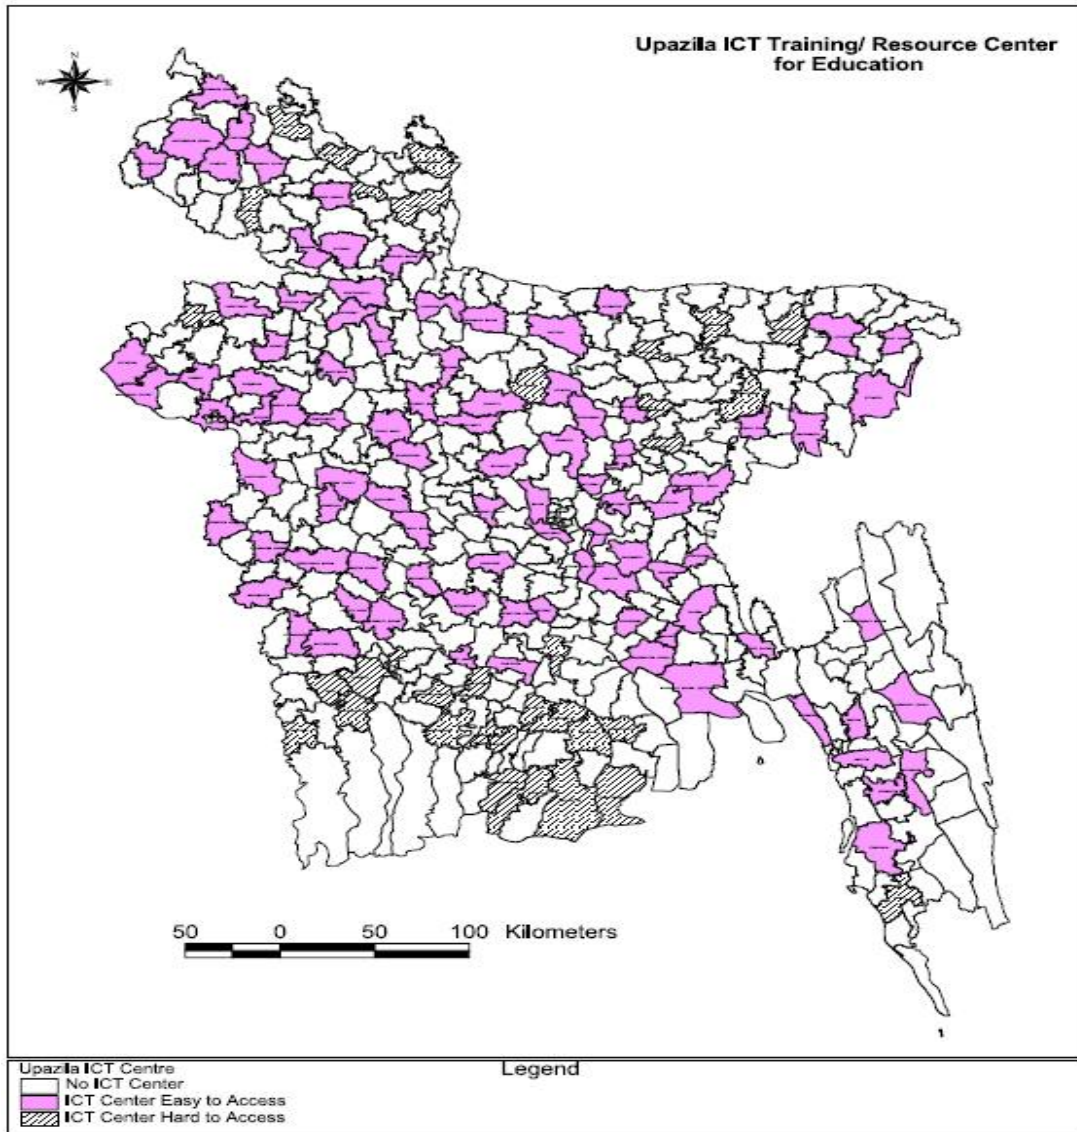 Upazila ICT Training/ Resource Center
for Education
N
W
E
S
50 0 50 100 Kilometers
Legend
Upazila ICT Centre
No ICT Center
ICT Center Easy to Access
ICT Center Hard to Access